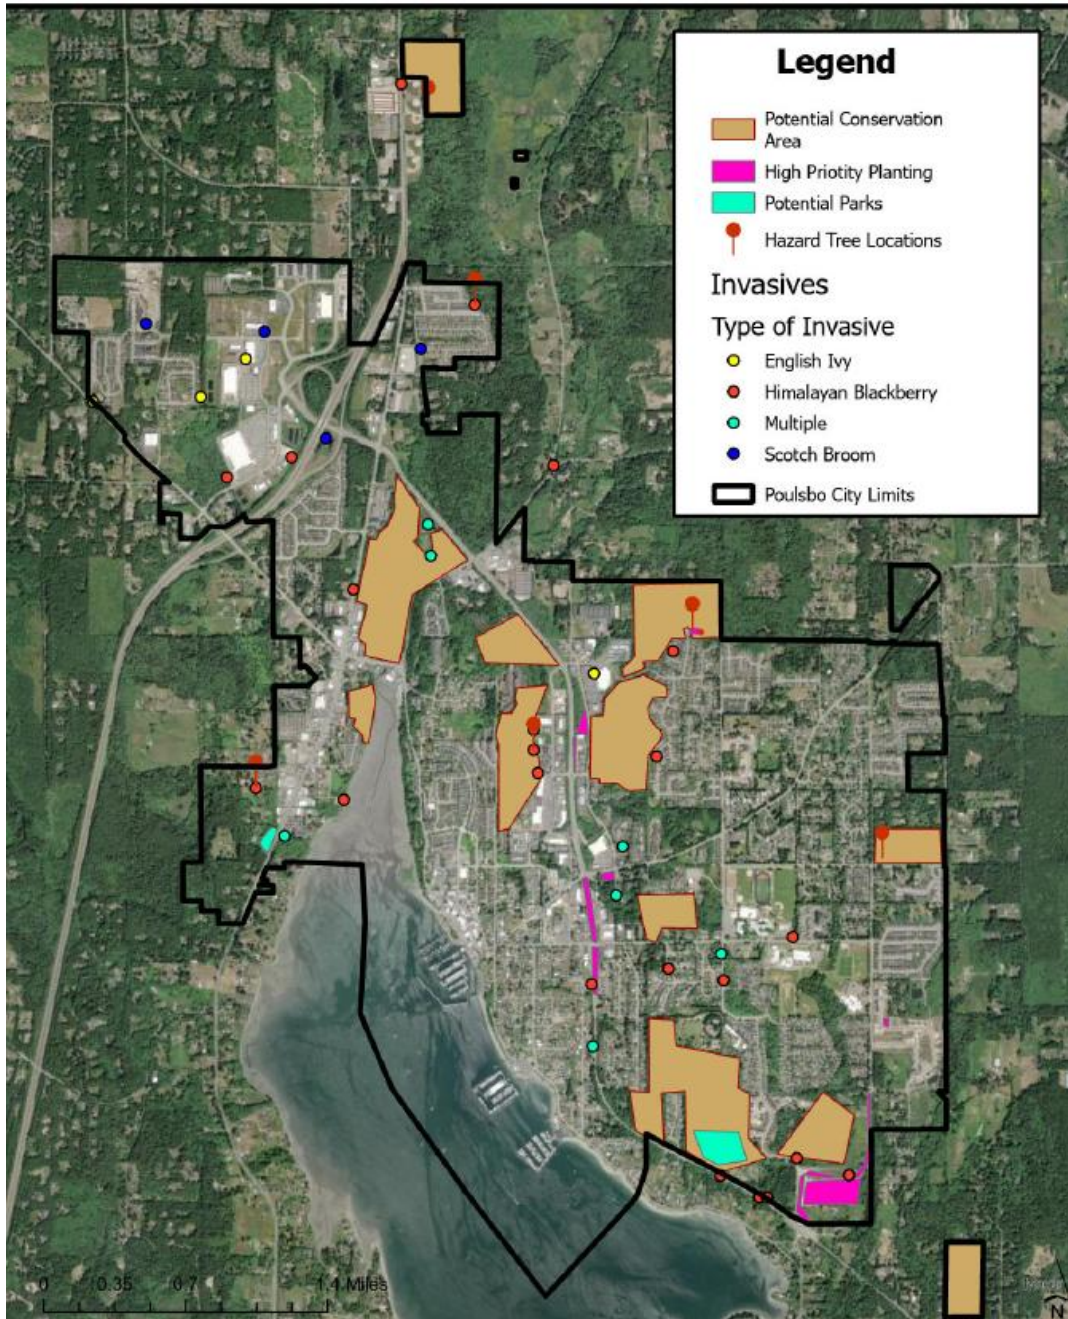 Legend
Potential Conservation
Area
High Priotity Planting
Potential Parks
Hazard Tree Locations
Invasives
Type of Invasive
English Ivy
Himalayan Blackberry
Multiple
Scotch Broom
Poulsbo City Limits
0 0.35 0.7 1.4 Miles
N